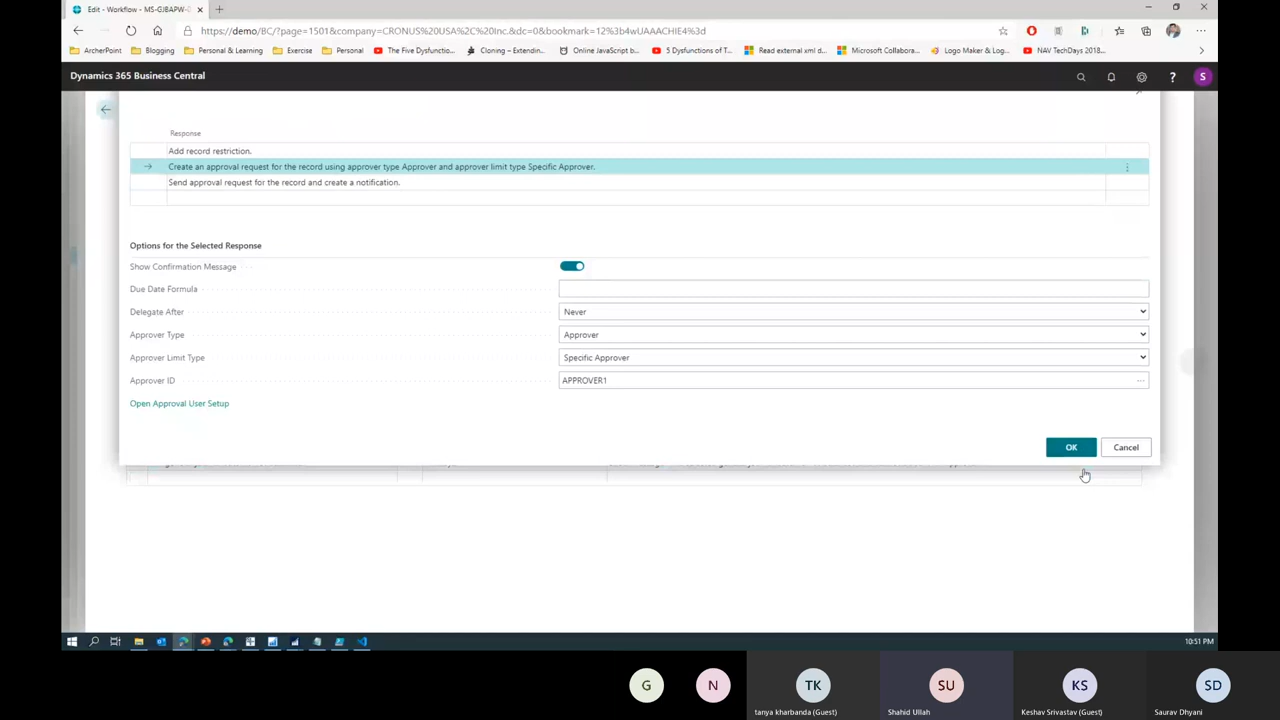 Edit - Workflow - MS-GJBAPW-
https://demo/BC/?page=1501&company=CRONUS%20USA%2C%20Inc.&dc=0&bookmark=12%3b4wUAAACHIE4%3d
ArcherPoint Blogging Personal & Learning Exercise Personal The Five Dysfunctio... Cloning – Extendin... Online JavaScript b... 5 Dysfunctions of T... Read external xml d... Microsoft Collabora... Logo Maker & Log... NAV TechDays 2018...
Dynamics 365 Business Central
? S
Response
Add record restriction.
Create an approval request for the record using approver type Approver and approver limit type Specific Approver.
Send approval request for the record and create a notification.
Options for the Selected Response
Show Confirmation Message
Due Date Formula
Delegate After Never
Approver Type Approver
Approver Limit Type Specific Approver
Approver ID APPROVER1
Open Approval User Setup
OK Cancel
10:51 PM
G N TK SU KS SD
tanya kharbanda (Guest) Shahid Ullah Keshav Srivastav (Guest) Saurav Dhyani